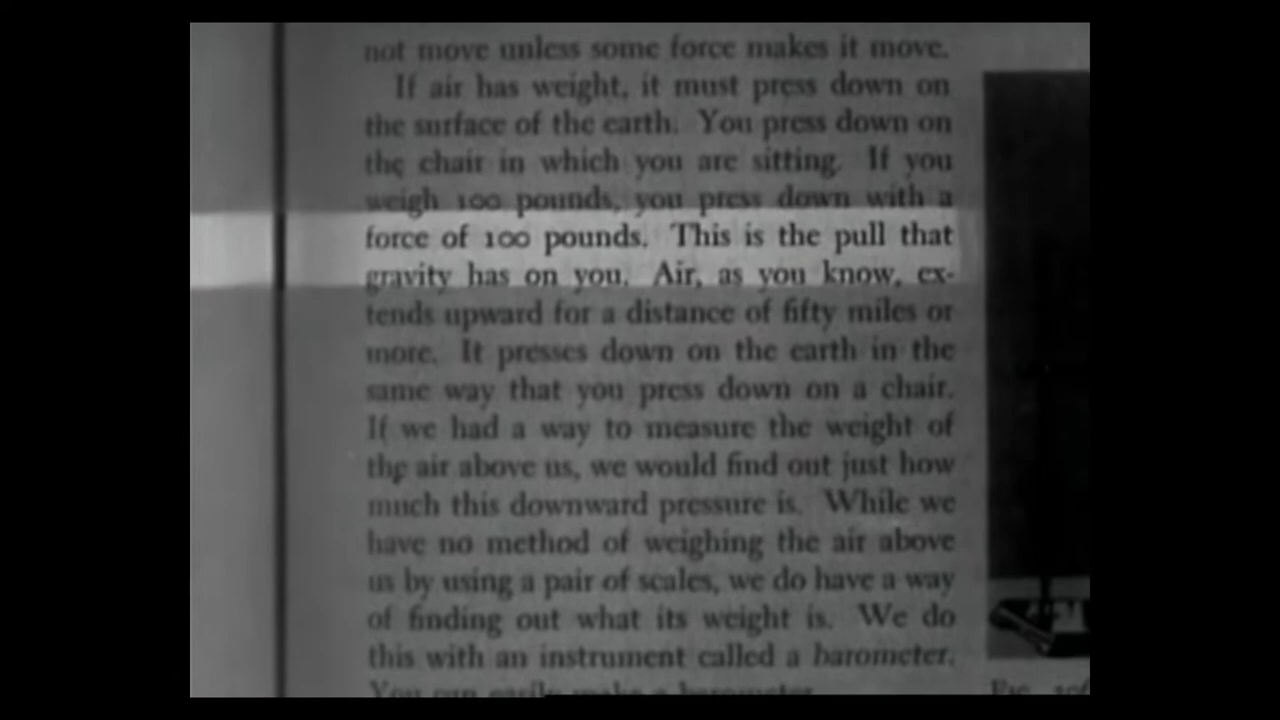 not move unless some force makes it move.
If air has weight, it must press down on
the surface of the earth. You press down on
the chair in which you are sitting. If you
weigh 100 pounds, you press down with a
force of 100 pounds. This is the pull that
gravity has on you. Air, as you know, ex-
tends upward for a distance of fifty miles or
more. It presses down on the earth in the
same way that you press down on a chair.
If we had a way to measure the weight of
the air above us, we would find out just how
much this downward pressure is. While we
have no method of weighing the air above
us by using a pair of scales, we do have a way
of finding out what its weight is. We do
this with an instrument called a barometer.
You can easily make a barometer